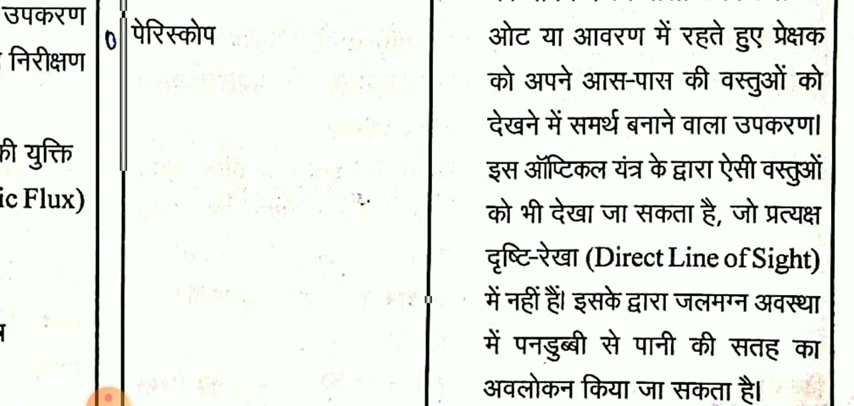 उपकरण
निरीक्षण
की युक्ति
ic Flux)
पेरिस्कोप
ओट या आवरण में रहते हुए प्रेक्षक
को अपने आस-पास की वस्तुओं को
देखने में समर्थ बनाने वाला उपकरण।
इस ऑप्टिकल यंत्र के द्वारा ऐसी वस्तुओं
को भी देखा जा सकता है, जो प्रत्यक्ष
दृष्टि-रेखा (Direct Line of Sight)
में नहीं हैं। इसके द्वारा जलमग्न अवस्था
में पनडुब्बी से पानी की सतह का
अवलोकन किया जा सकता है।